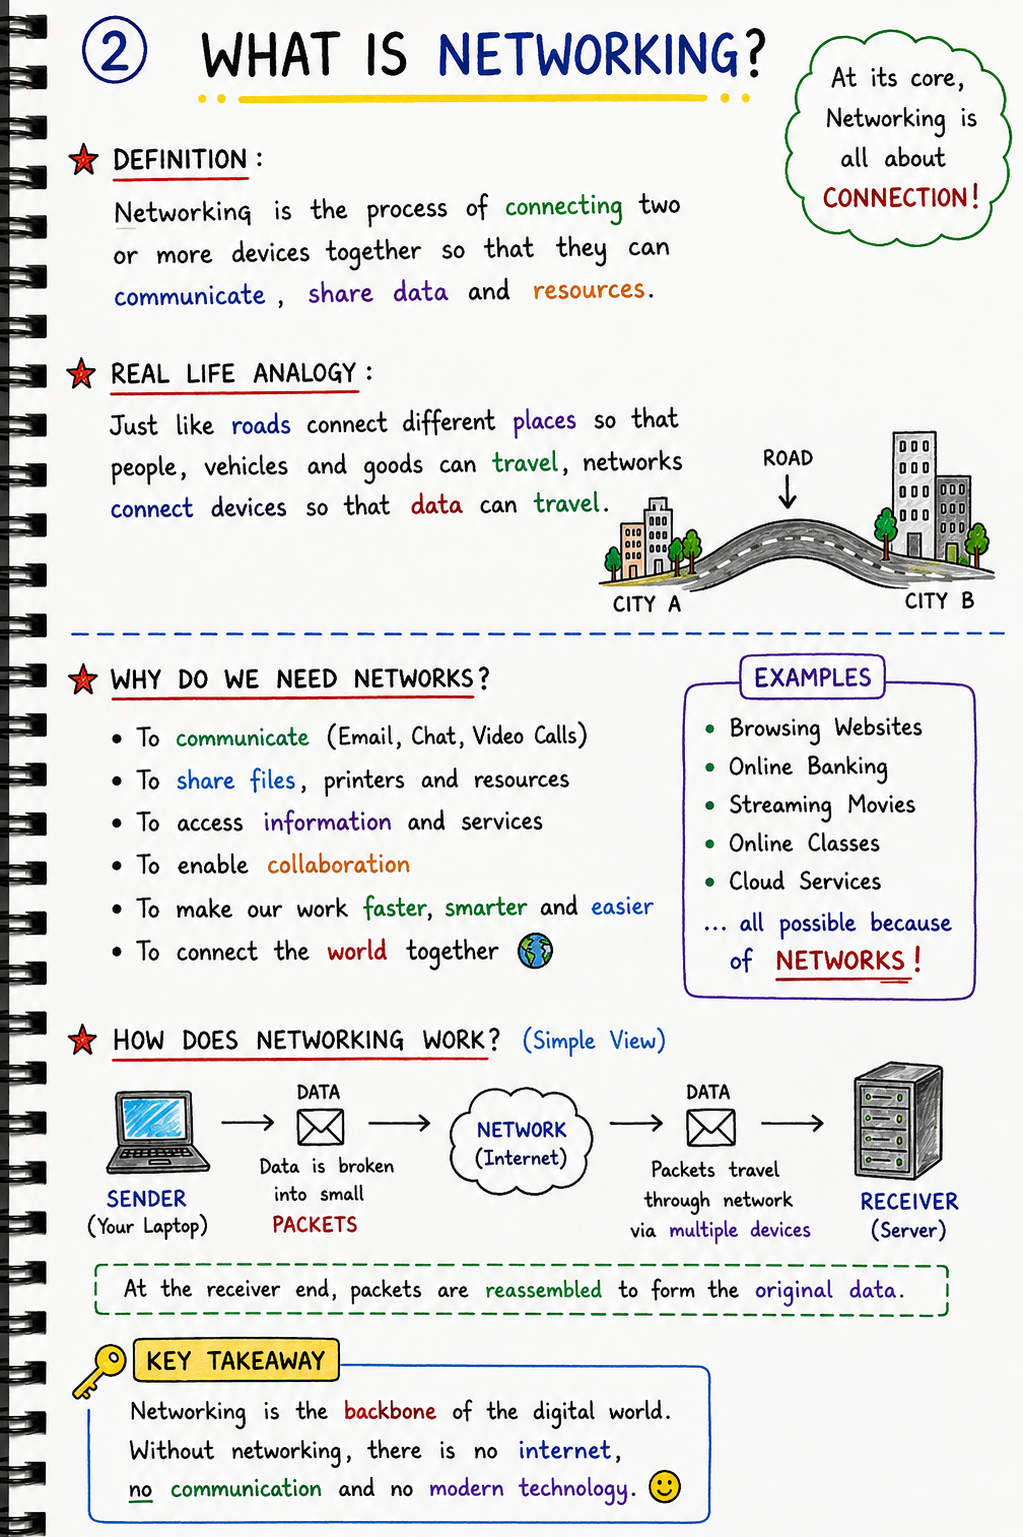 2
WHAT IS NETWORKING?
At its core,
Networking is
all about
CONNECTION!
DEFINITION :
Networking is the process of connecting two
or more devices together so that they can
communicate , share data and resources.
REAL LIFE ANALOGY :
Just like roads connect different places so that
people, vehicles and goods can travel, networks
connect devices so that data can travel.
ROAD
CITY A
CITY B
WHY DO WE NEED NETWORKS?
• To communicate (Email, Chat, Video Calls)
• To share files, printers and resources
• To access information and services
• To enable collaboration
• To make our work faster, smarter and easier
• To connect the world together
EXAMPLES
• Browsing Websites
• Online Banking
• Streaming Movies
• Online Classes
• Cloud Services
... all possible because
of NETWORKS!
HOW DOES NETWORKING WORK? (Simple View)
SENDER
(Your Laptop)
DATA
Data is broken
into small
PACKETS
NETWORK
(Internet)
DATA
Packets travel
through network
via multiple devices
RECEIVER
(Server)
At the receiver end, packets are reassembled to form the original data.
KEY TAKEAWAY
Networking is the backbone of the digital world.
Without networking, there is no internet,
no communication and no modern technology.